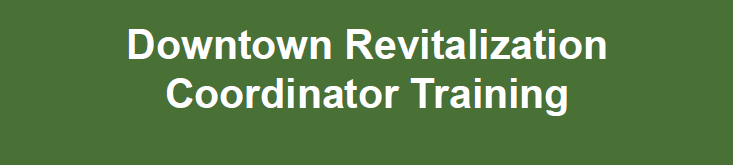 Downtown Revitalization
Coordinator Training